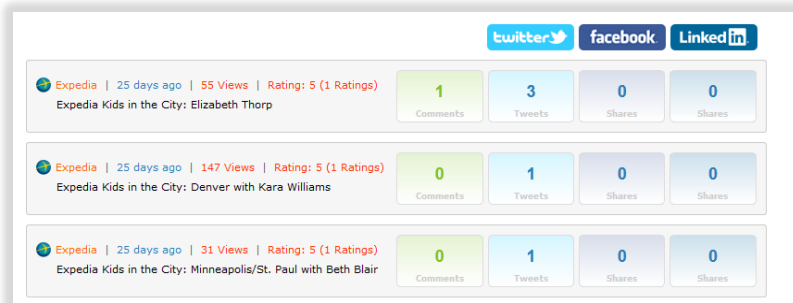 twitter facebook. Linked in.
Expedia | 25 days ago | 55 Views | Rating: 5 (1 Ratings)
Expedia Kids in the City: Elizabeth Thorp
1 3 0 0
Comments Tweets Shares Shares
Expedia | 25 days ago | 147 Views | Rating: 5 (1 Ratings)
Expedia Kids in the City: Denver with Kara Williams
0 1 0 0
Comments Tweets Shares Shares
Expedia | 25 days ago | 31 Views | Rating: 5 (1 Ratings)
Expedia Kids in the City: Minneapolis/St. Paul with Beth Blair
0 1 0 0
Comments Tweets Shares Shares